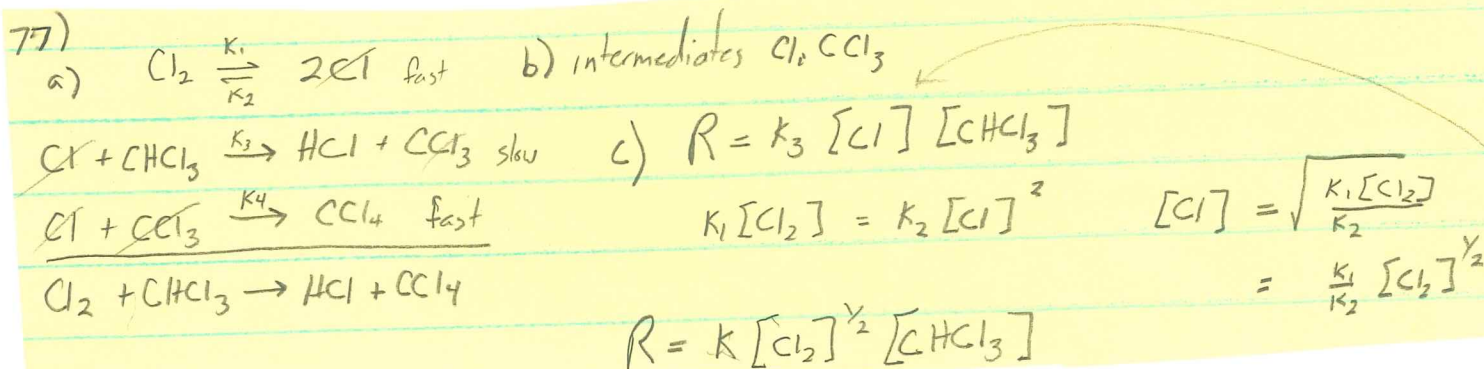 77)
a) Cl₂ ⇌ 2Cl fast
K₁
K₂
b) intermediates Cl, CCl₃
Cl + CHCl₃ →(K₃) HCl + CCl₃ slow
c) R = K₃ [Cl] [CHCl₃]
Cl + CCl₃ →(K4) CCl₄ fast
K₁[Cl₂] = K₂[Cl]²
[Cl] = √(K₁[Cl₂]/K₂)
Cl₂ + CHCl₃ → HCl + CCl₄
= K₁/K₂ [Cl₂]^½
R = K [Cl₂]^½ [CHCl₃]